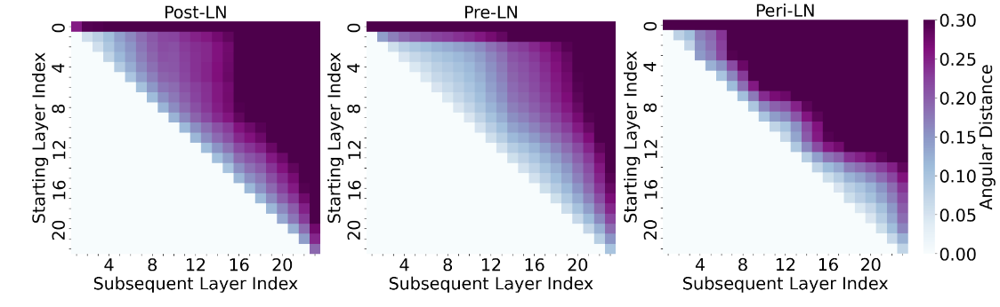 Post-LN
Pre-LN
Peri-LN
Starting Layer Index
0
4
8
12
16
20
4 8 12 16 20
Subsequent Layer Index
Starting Layer Index
0
4
8
12
16
20
4 8 12 16 20
Subsequent Layer Index
Starting Layer Index
0
4
8
12
16
20
4 8 12 16 20
Subsequent Layer Index
0.30
0.25
0.20
0.15
0.10
0.05
0.00
Angular Distance